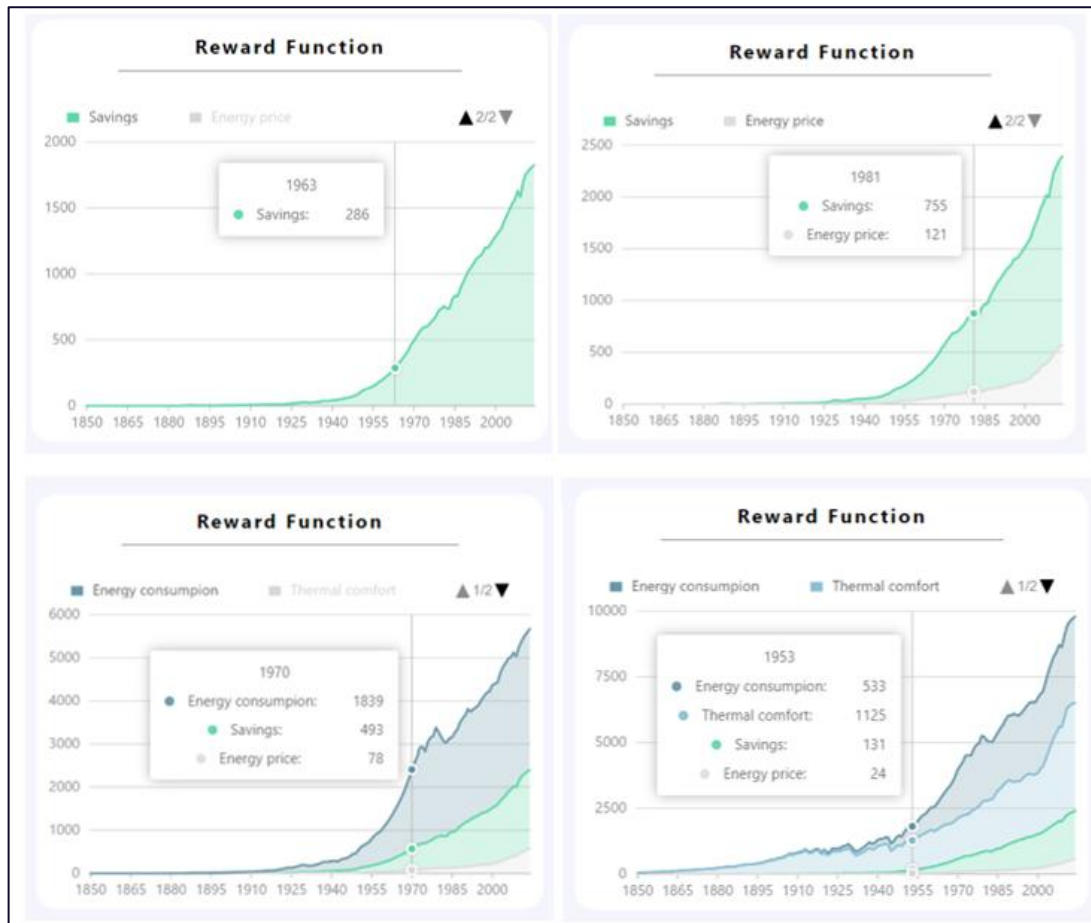 Reward Function
Savings Energy price 2/2
2000
1500
1000
500
0
1963
Savings: 286
1850 1865 1880 1895 1910 1925 1940 1955 1970 1985 2000
Reward Function
Savings Energy price 2/2
2500
2000
1500
1000
500
0
1981
Savings: 755
Energy price: 121
1850 1865 1880 1895 1910 1925 1940 1955 1970 1985 2000
Reward Function
Energy consumpion Thermal comfort 1/2
6000
5000
4000
3000
2000
1000
0
1970
Energy consumpion: 1839
Savings: 493
Energy price: 78
1850 1865 1880 1895 1910 1925 1940 1955 1970 1985 2000
Reward Function
Energy consumpion Thermal comfort 1/2
10000
7500
5000
2500
0
1953
Energy consumpion: 533
Thermal comfort: 1125
Savings: 131
Energy price: 24
1850 1865 1880 1895 1910 1925 1940 1955 1970 1985 2000